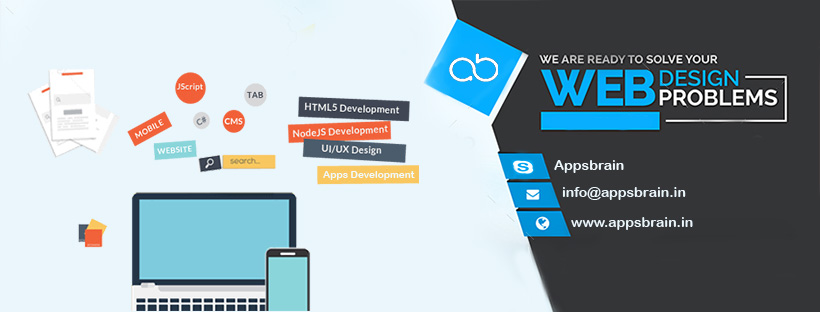 JScript
TAB
C#
CMS
MOBILE
WEBSITE
search...
HTML5 Development
NodeJS Development
UI/UX Design
Apps Development
ab
WE ARE READY TO SOLVE YOUR
WEB DESIGN
PROBLEMS
Appsbrain
info@appsbrain.in
www.appsbrain.in